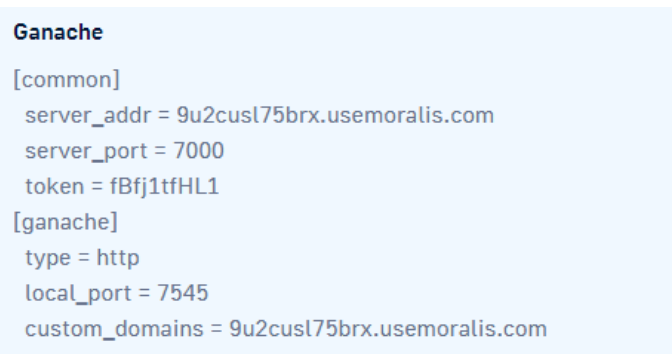 Ganache
[common]
server_addr = 9u2cusl75brx.usemoralis.com
server_port = 7000
token = fBfj1tfHL1
[ganache]
type = http
local_port = 7545
custom_domains = 9u2cusl75brx.usemoralis.com